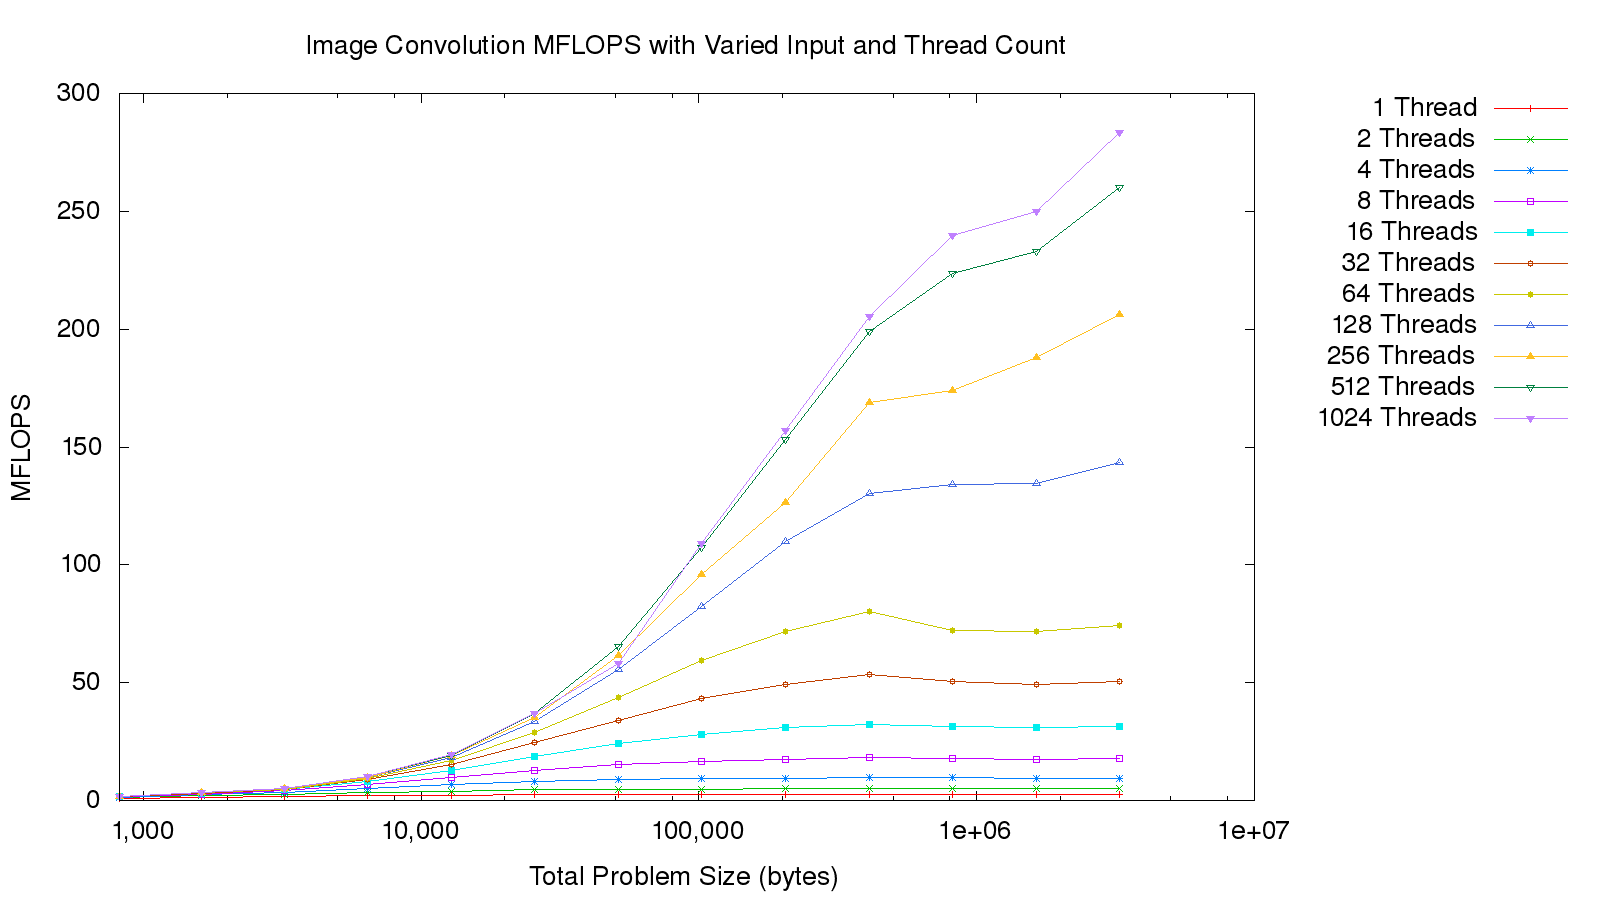 Image Convolution MFLOPS with Varied Input and Thread Count
300
250
200
150
100
50
0
MFLOPS
1,000
10,000
100,000
1e+06
1e+07
Total Problem Size (bytes)
1 Thread
2 Threads
4 Threads
8 Threads
16 Threads
32 Threads
64 Threads
128 Threads
256 Threads
512 Threads
1024 Threads